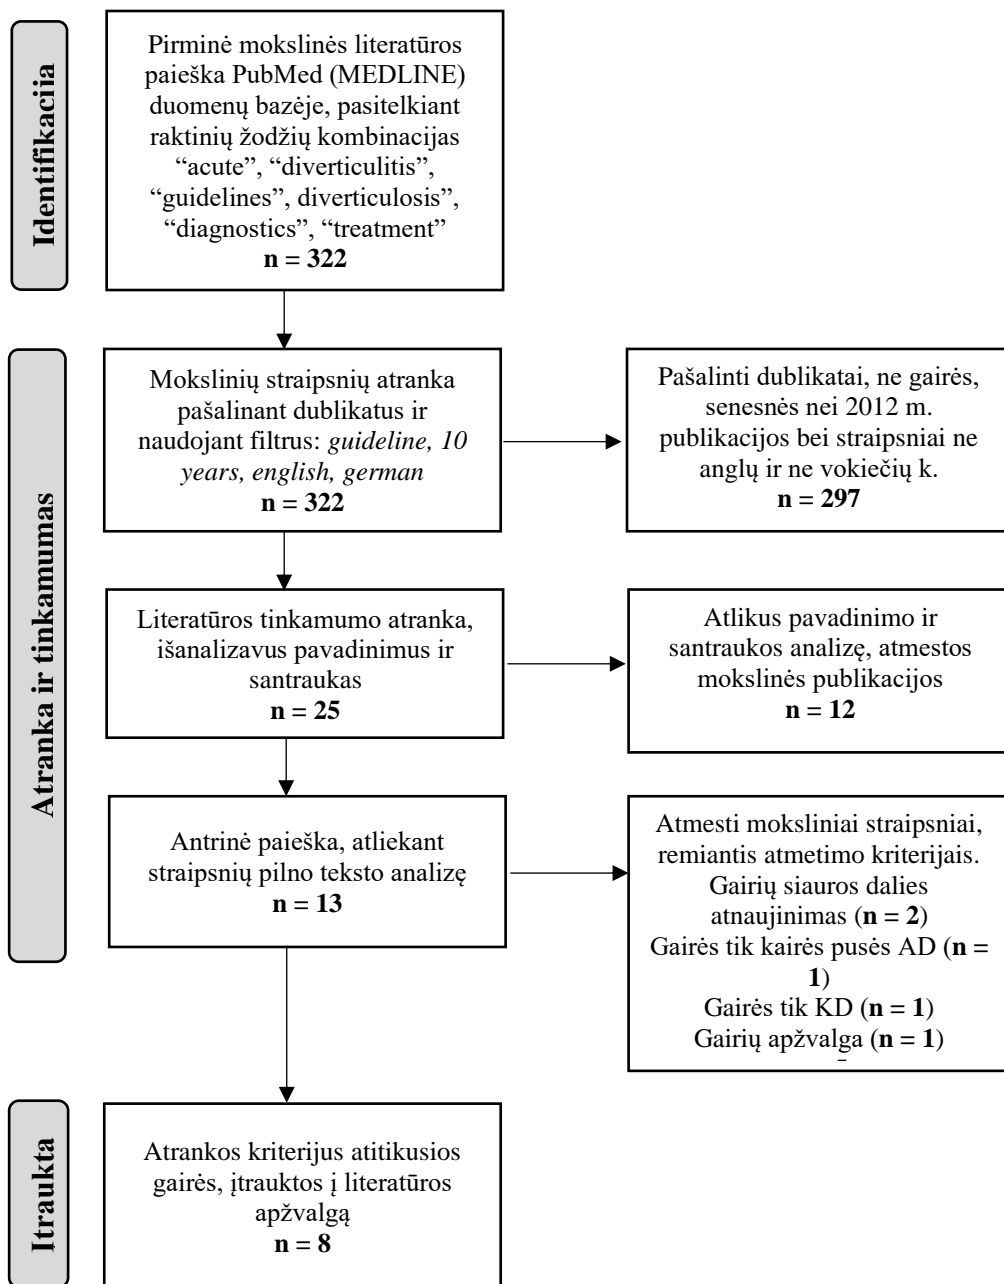 Identifikacija
Pirminė mokslinės literatūros
paieška PubMed (MEDLINE)
duomenų bazėje, pasitelkiant
raktinių žodžių kombinacijas
“acute”, “diverticulitis”,
“guidelines”, diverticulosis”,
“diagnostics”, “treatment”
n = 322
Atranka ir tinkamumas
Mokslinių straipsnių atranka
pašalinant dublikatus ir
naudojant filtrus: guideline, 10
years, english, german
n = 322
Pašalinti dublikatai, ne gairės,
senesnės nei 2012 m.
publikacijos bei straipsniai ne
anglų ir ne vokiečių k.
n = 297
Literatūros tinkamumo atranka,
išanalizavus pavadinimus ir
santraukas
n = 25
Atlikus pavadinimo ir
santraukos analizę, atmestos
mokslinės publikacijos
n = 12
Antrinė paieška, atliekant
straipsnių pilno teksto analizę
n = 13
Atmesti moksliniai straipsniai,
remiantis atmetimo kriterijais.
Gairių siauros dalies
atnaujinimas (n = 2)
Gairės tik kairės pusės AD (n =
1)
Gairės tik KD (n = 1)
Gairių apžvalga (n = 1)
Įtraukta
Atrankos kriterijus atitikusios
gairės, įtrauktos į literatūros
apžvalgą
n = 8